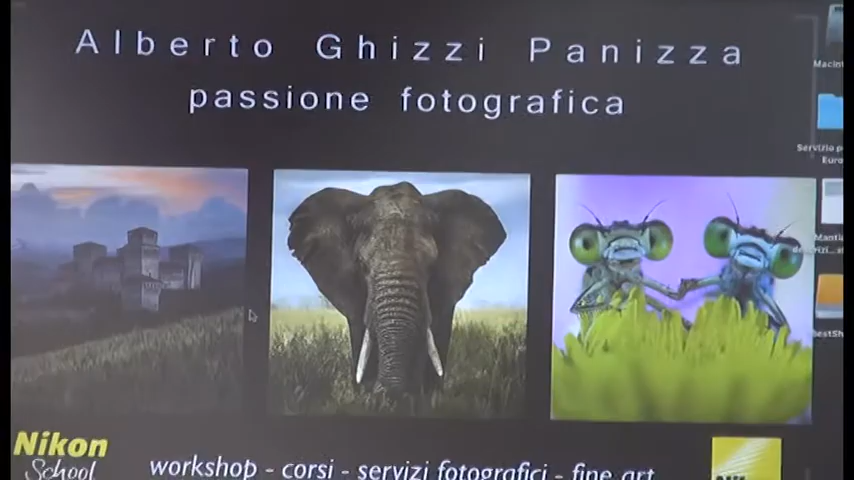 Alberto Ghizzi Panizza
passione fotografica
Nikon
School
workshop - corsi - servizi fotografici - fine art